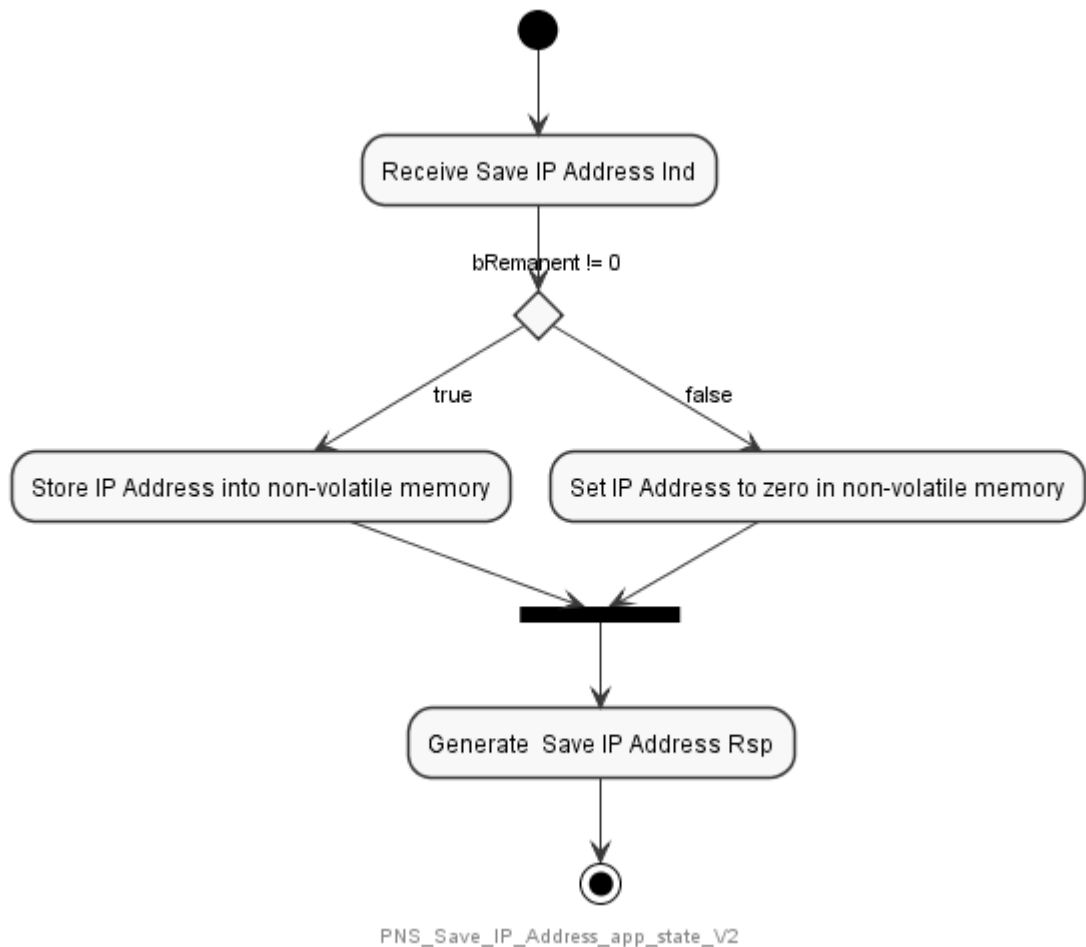 Receive Save IP Address Ind
bRemanent != 0
true
false
Store IP Address into non-volatile memory
Set IP Address to zero in non-volatile memory
Generate  Save IP Address Rsp
PNS_Save_IP_Address_app_state_V2